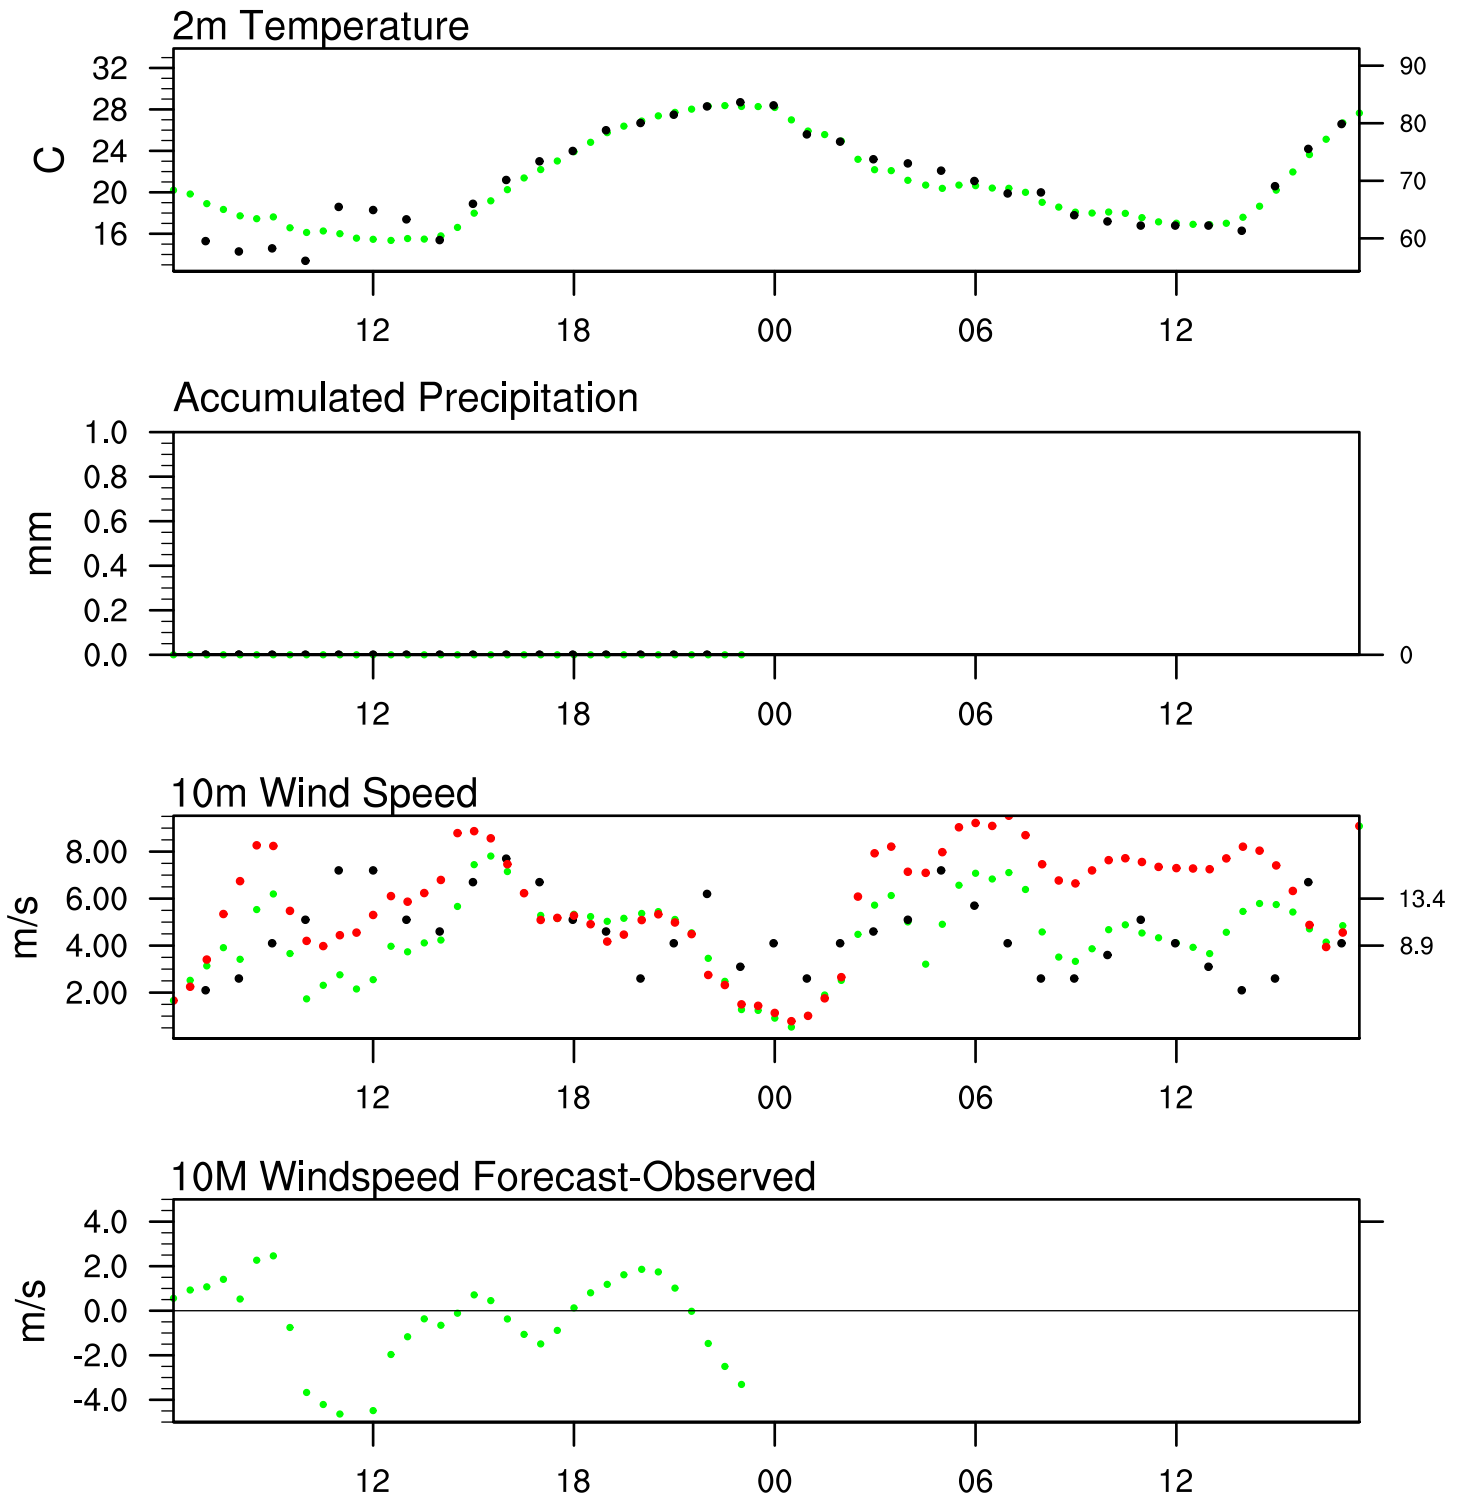 2m Temperature
32
28
24
20
16
C
90
80
70
60
12 18 00 06 12
Accumulated Precipitation
1.0
0.8
0.6
0.4
0.2
0.0
mm
0
12 18 00 06 12
10m Wind Speed
8.00
6.00
4.00
2.00
m/s
13.4
8.9
12 18 00 06 12
10M Windspeed Forecast-Observed
4.0
2.0
0.0
-2.0
-4.0
m/s
12 18 00 06 12